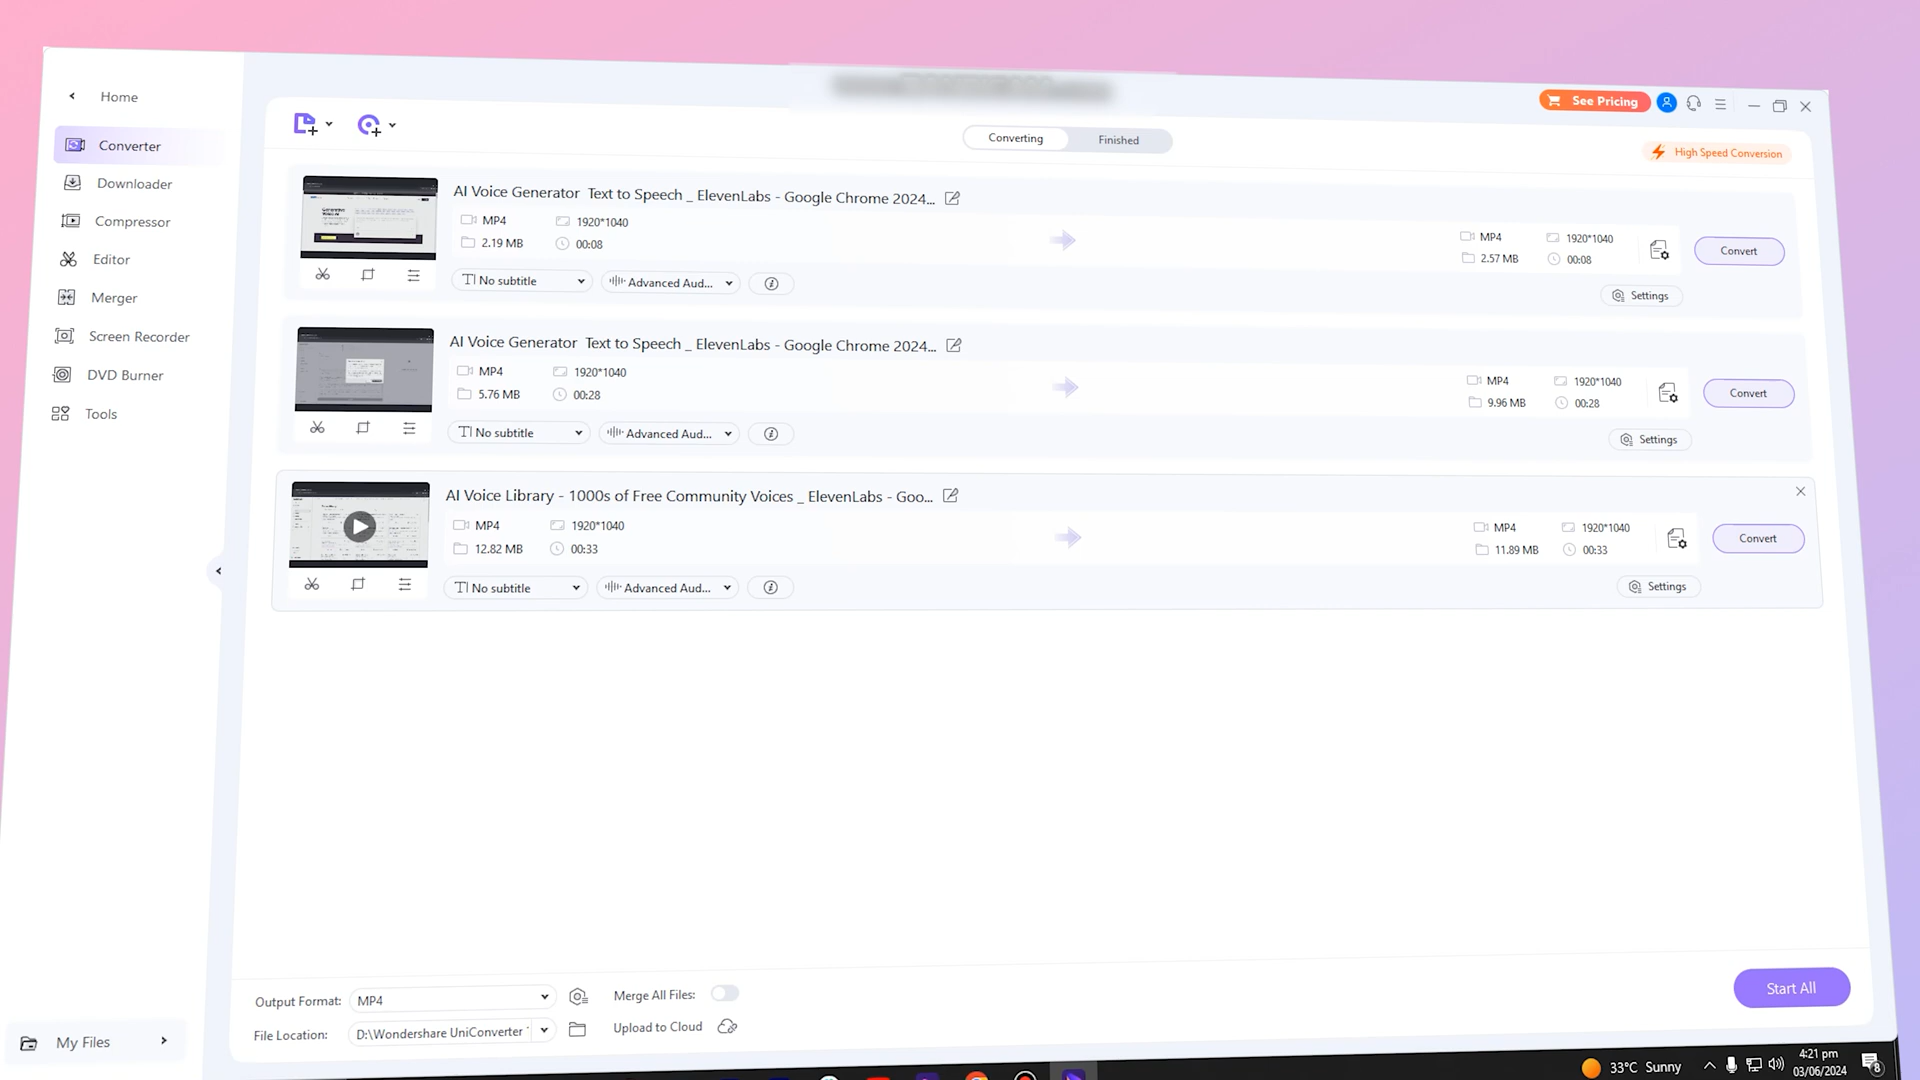 Home
Converter
Downloader
Compressor
Editor
Merger
Screen Recorder
DVD Burner
Tools
My Files
See Pricing
Converting
Finished
High Speed Conversion
AI Voice Generator Text to Speech _ ElevenLabs - Google Chrome 2024...
MP4
1920*1040
2.19 MB
00:08
MP4
1920*1040
2.57 MB
00:08
Convert
No subtitle
Advanced Aud...
Settings
AI Voice Generator Text to Speech _ ElevenLabs - Google Chrome 2024...
MP4
1920*1040
5.76 MB
00:28
MP4
1920*1040
9.96 MB
00:28
Convert
No subtitle
Advanced Aud...
Settings
AI Voice Library - 1000s of Free Community Voices _ ElevenLabs - Goo...
MP4
1920*1040
12.82 MB
00:33
MP4
1920*1040
11.89 MB
00:33
Convert
No subtitle
Advanced Aud...
Settings
Output Format:
MP4
Merge All Files:
File Location:
D:\Wondershare UniConverter
Upload to Cloud
Start All
33°C Sunny
4:21 pm
03/06/2024
8